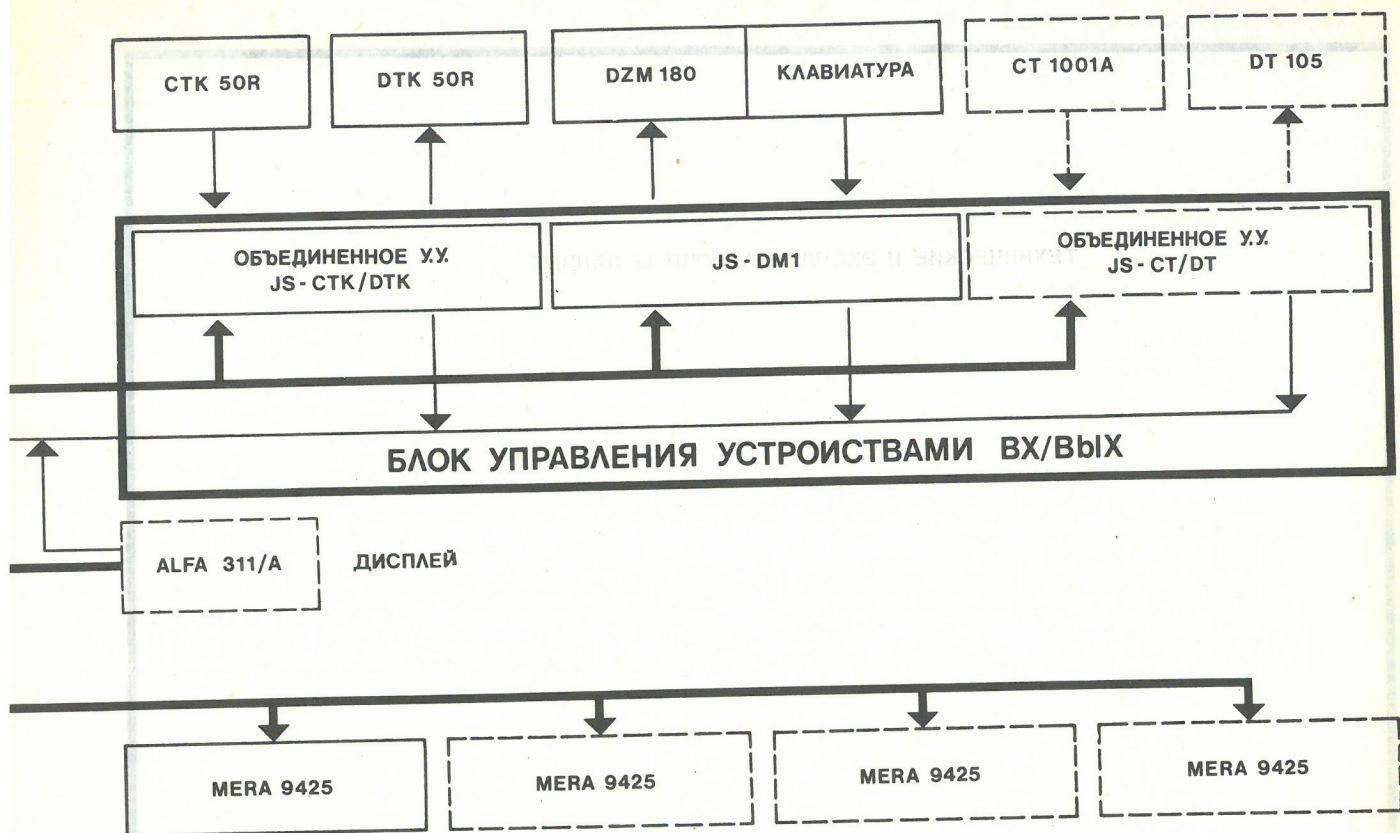 CTK 50R
DTK 50R
DZM 180
КЛАВИАТУРА
CT 1001A
DT 105
ОБЪЕДИНЕННОЕ У.У.
JS - CTK/DTK
JS - DM1
ОБЪЕДИНЕННОЕ У.У.
JS - CT/DT
БЛОК УПРАВЛЕНИЯ УСТРОИСТВАМИ ВХ/ВЫХ
ALFA 311/A
ДИСПЛЕЙ
MERA 9425
MERA 9425
MERA 9425
MERA 9425